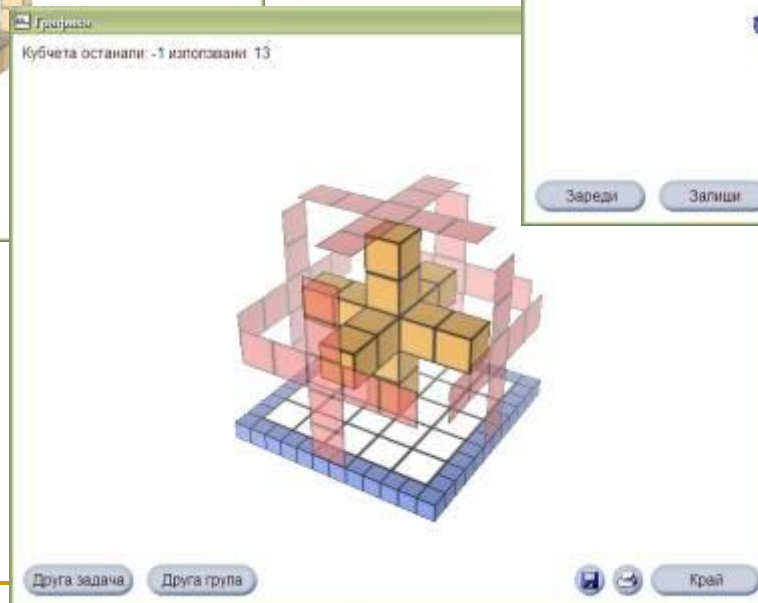 Графики
Кубчета останали: -1 използвани: 13
Зареди
Запиши
Друга задача
Друга група
Край